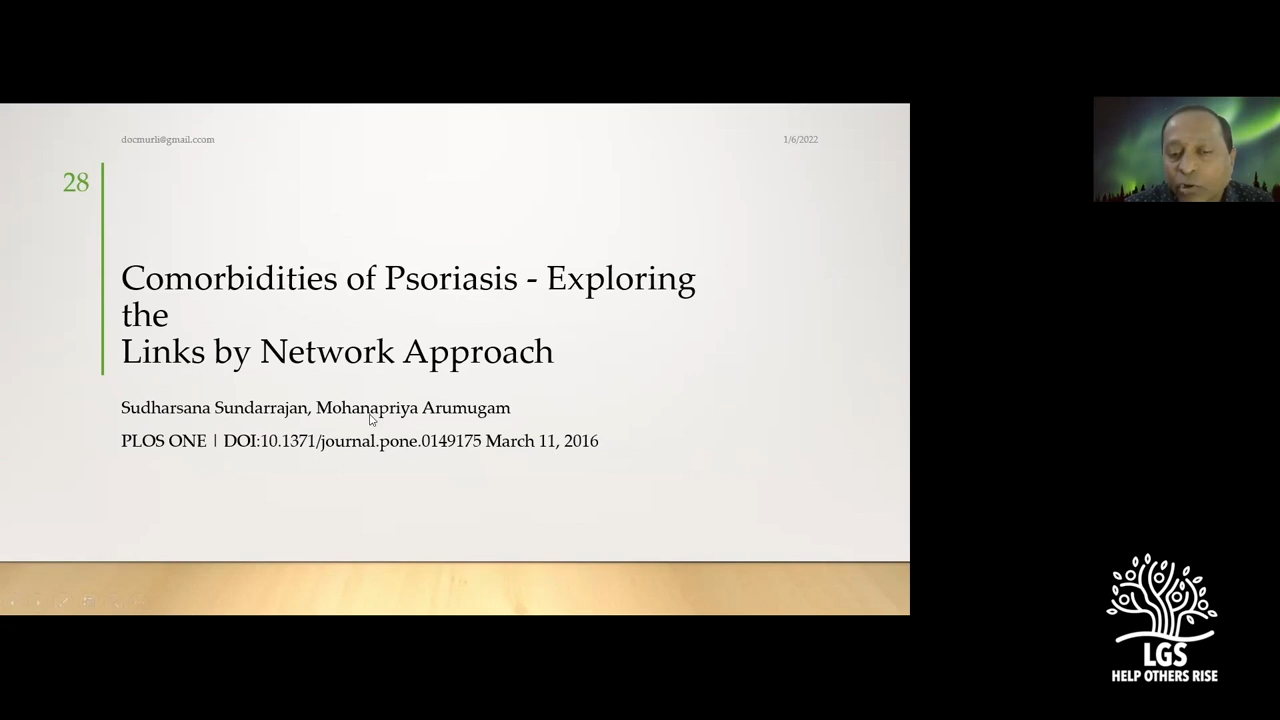 docmurli@gmail.ccom
1/6/2022
28
Comorbidities of Psoriasis - Exploring
the
Links by Network Approach
Sudharsana Sundarrajan, Mohanapriya Arumugam
PLOS ONE | DOI:10.1371/journal.pone.0149175 March 11, 2016
LGS
HELP OTHERS RISE